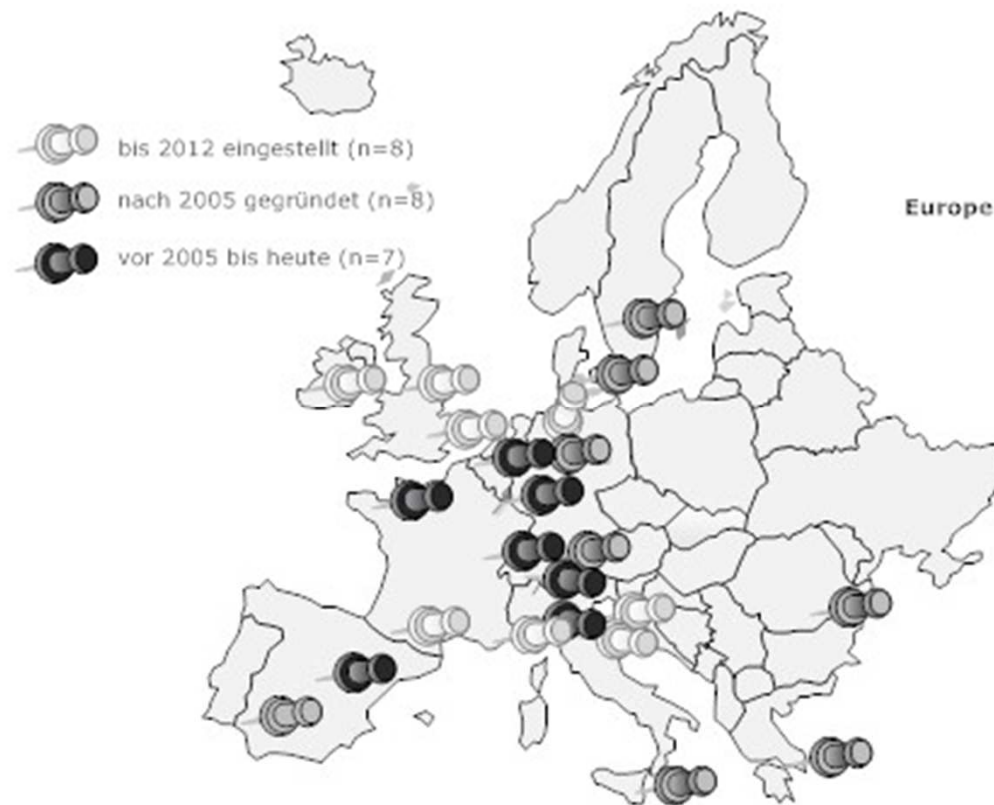 bis 2012 eingestellt (n=8)
nach 2005 gegründet (n=8)
vor 2005 bis heute (n=7)
Europe